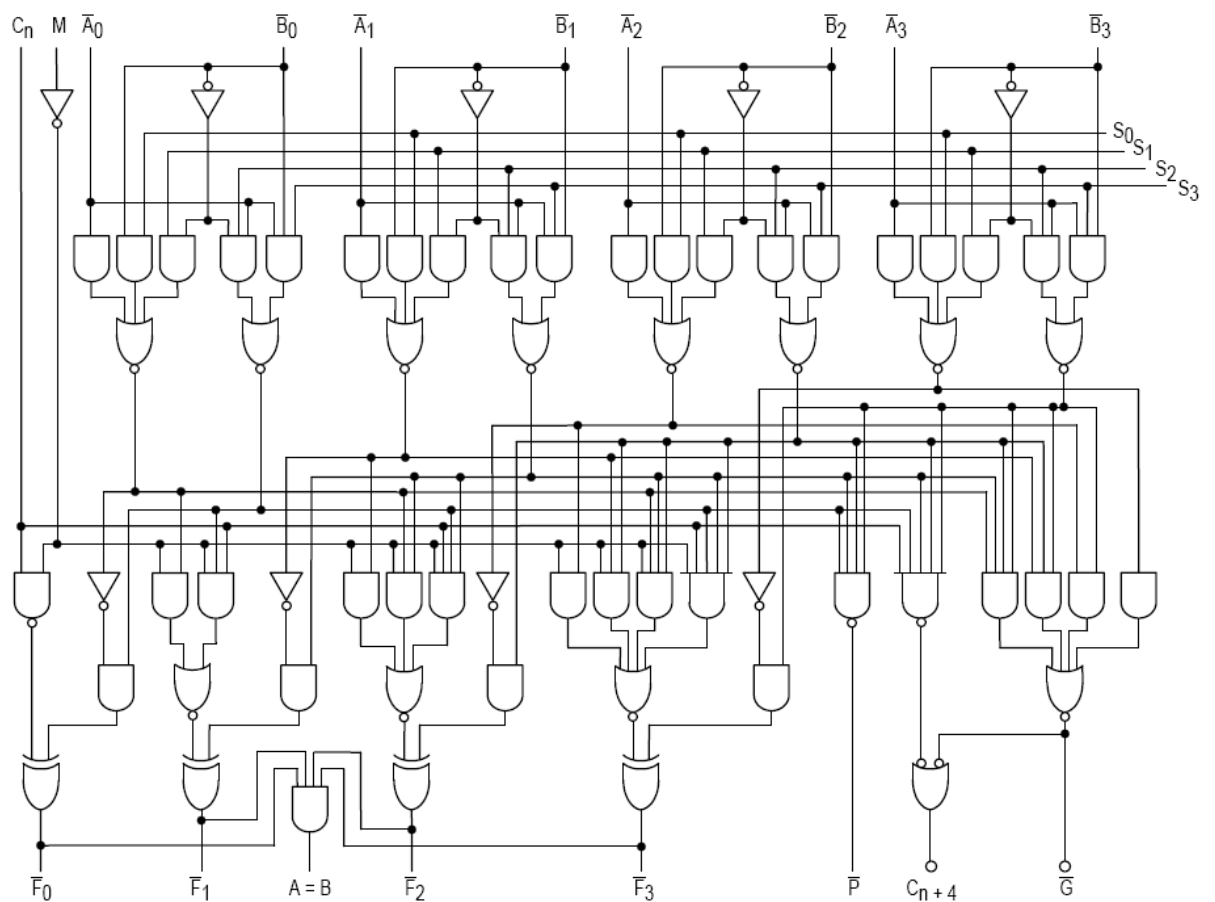 Cₙ M A̅₀ B̅₀ A̅₁ B̅₁ A̅₂ B̅₂ A̅₃ B̅₃
S₀
S₁
S₂
S₃
F̅₀ F̅₁ A = B F̅₂ F̅₃ P̅ Cₙ ₊ ₄ G̅